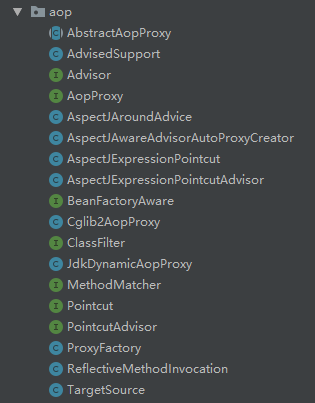 aop
AbstractAopProxy
AdvisedSupport
Advisor
AopProxy
AspectJAroundAdvice
AspectJAwareAdvisorAutoProxyCreator
AspectJExpressionPointcut
AspectJExpressionPointcutAdvisor
BeanFactoryAware
Cglib2AopProxy
ClassFilter
JdkDynamicAopProxy
MethodMatcher
Pointcut
PointcutAdvisor
ProxyFactory
ReflectiveMethodInvocation
TargetSource